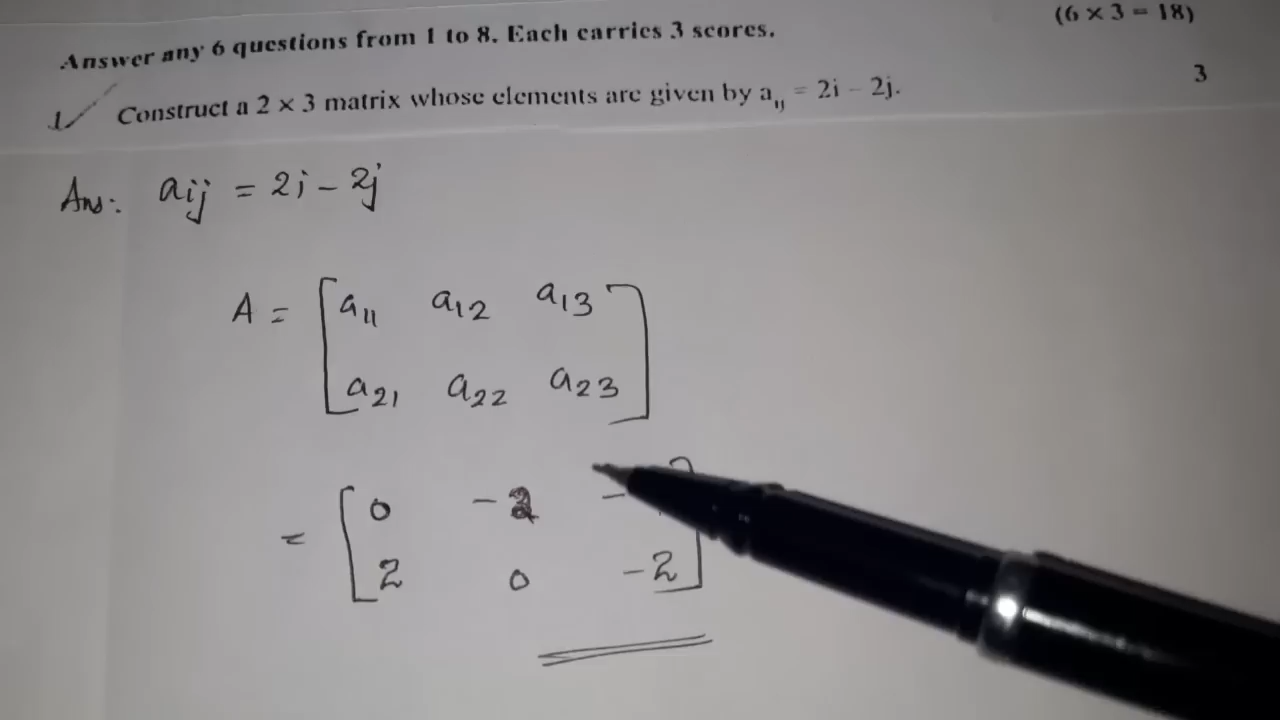 (6 × 3 = 18)
Answer any 6 questions from 1 to 8. Each carries 3 scores.
3
1 Construct a 2 × 3 matrix whose elements are given by aij = 2i – 2j.
Ans: aij = 2i – 2j
A = [a11 a12 a13
a21 a22 a23]
= [0 -2 -
2 0 -2]